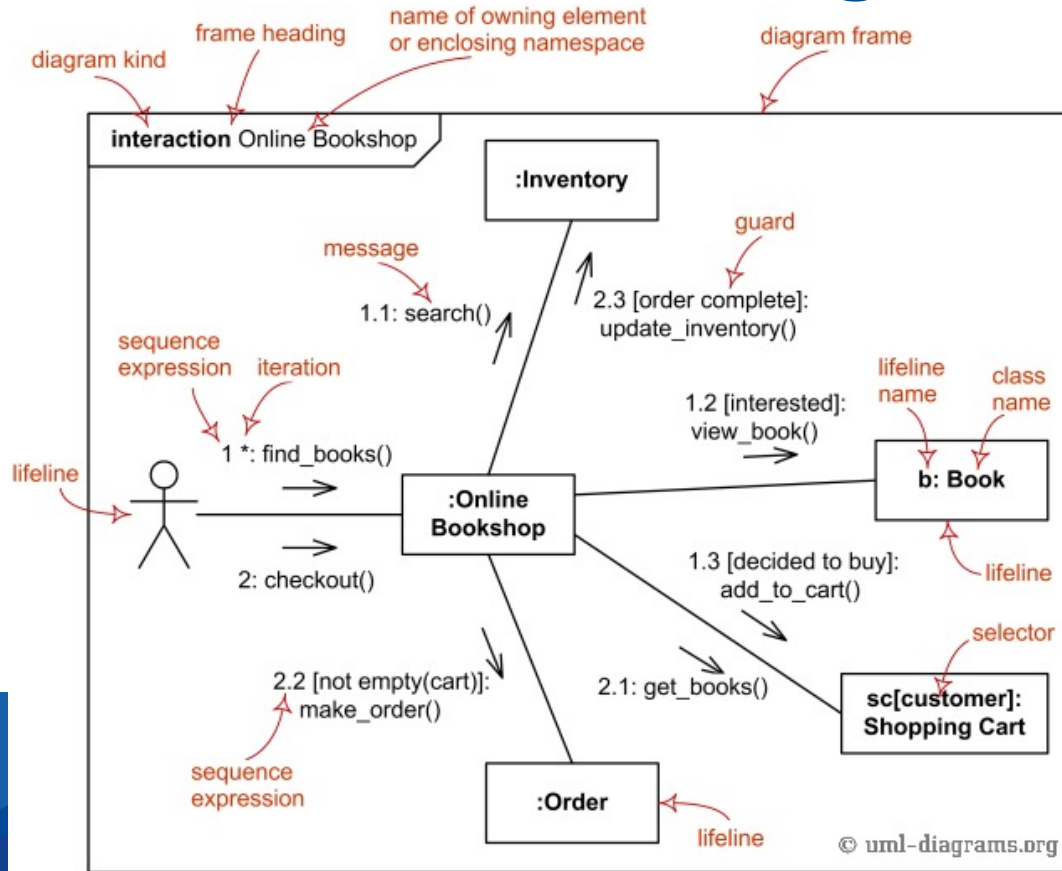 name of owning element
or enclosing namespace
frame heading
diagram frame
diagram kind
interaction Online Bookshop
:Inventory
guard
message
1.1: search()
2.3 [order complete]:
update_inventory()
sequence
expression
iteration
lifeline
name
class
name
1.2 [interested]:
view_book()
1 *: find_books()
lifeline
b: Book
:Online
Bookshop
1.3 [decided to buy]:
add_to_cart()
lifeline
2: checkout()
selector
2.2 [not empty(cart)]:
make_order()
2.1: get_books()
sc[customer]:
Shopping Cart
sequence
expression
:Order
lifeline
© uml-diagrams.org